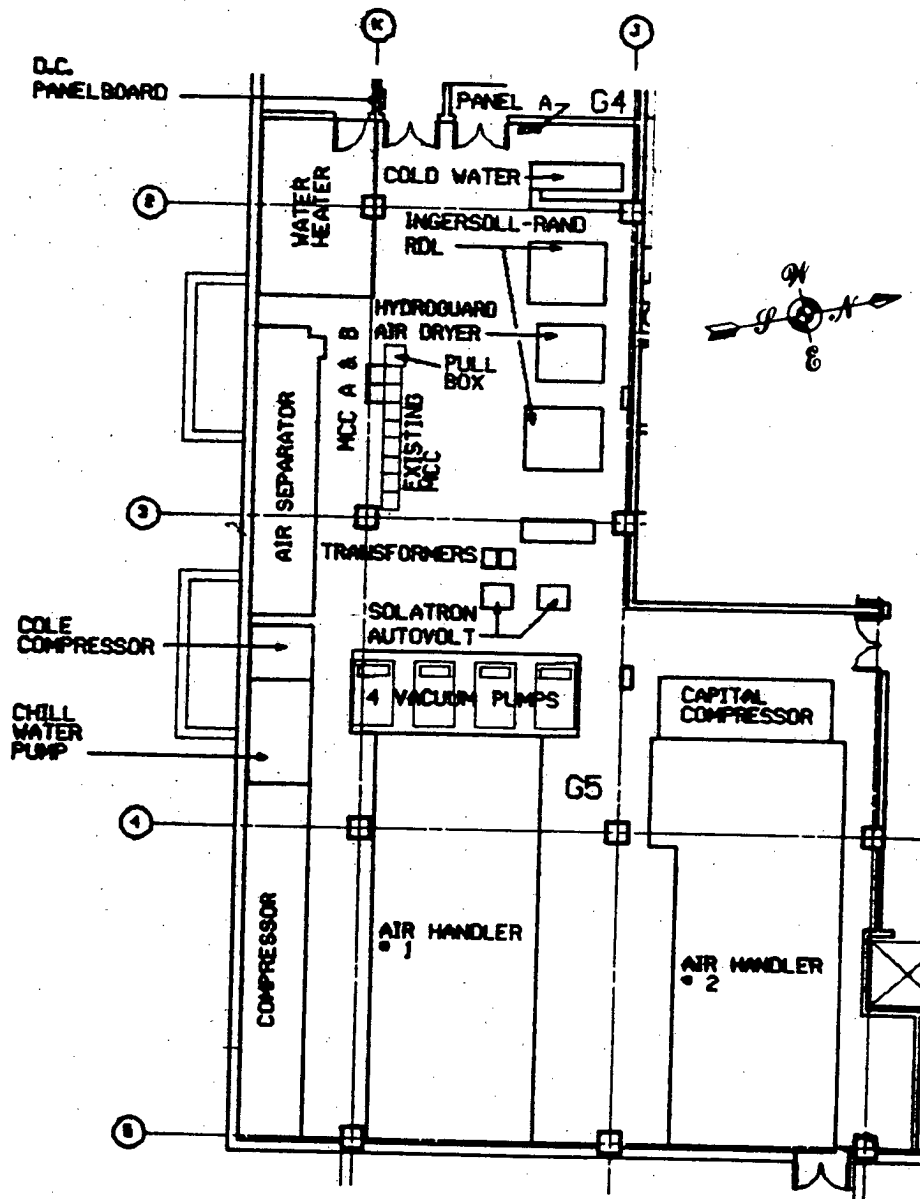 K
J
D.C.
PANELBOARD
PANEL A
G4
COLD WATER
2
WATER
HEATER
INGERSOLL-RAND
RDL
W
S
N
E
HYDROGUARD
AIR DRYER
PULL
BOX
MCC A & B
EXISTING
MCC
AIR SEPARATOR
3
TRANSFORMERS
SOLATRON
AUTOVOLT
COLE
COMPRESSOR
4 VACUUM PUMPS
CAPITAL
COMPRESSOR
CHILL
WATER
PUMP
G5
4
COMPRESSOR
AIR HANDLER
# 1
AIR HANDLER
# 2
5